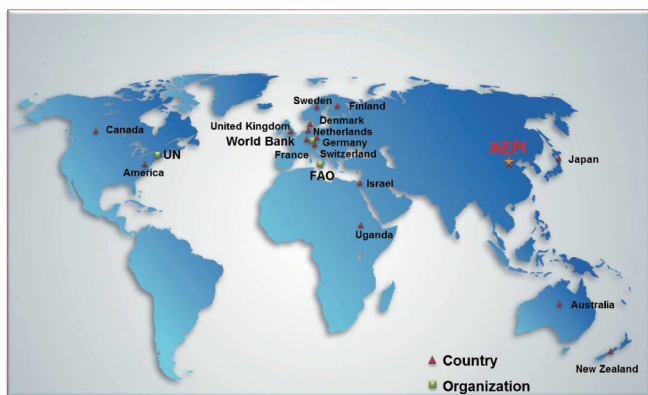 Sweden
Finland
Denmark
Canada
United Kingdom
Netherlands
World Bank
Germany
UN
France
Switzerland
AEPI
Japan
America
FAO
Israel
Uganda
Australia
Country
New Zealand
Organization